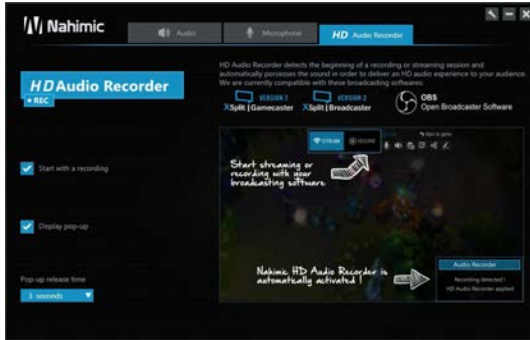 Nahimic
Audio
Microphone
HD Audio Recorder
HD Audio Recorder
REC
HD Audio Recorder detects the beginning of a recording or streaming session and
automatically porcesses the sound in order to deliver an HD audio experience to your audience.
We are currently compatible with these broadcasting softwares:
VERSION 2
XSplit | Gamecaster
VERSION 2
XSplit | Broadcaster
OBS
Open Broadcaster Software
Start with a recording
Display pop-up
Pop-up release time
3 seconds
STREAM
RECORD
Back to game
Start streaming or
recording with your
broadcasting software
Nahimic HD Audio Recorder is
automatically activated !
Audio Recorder
Recording detected !
HD Audio Recorder applied